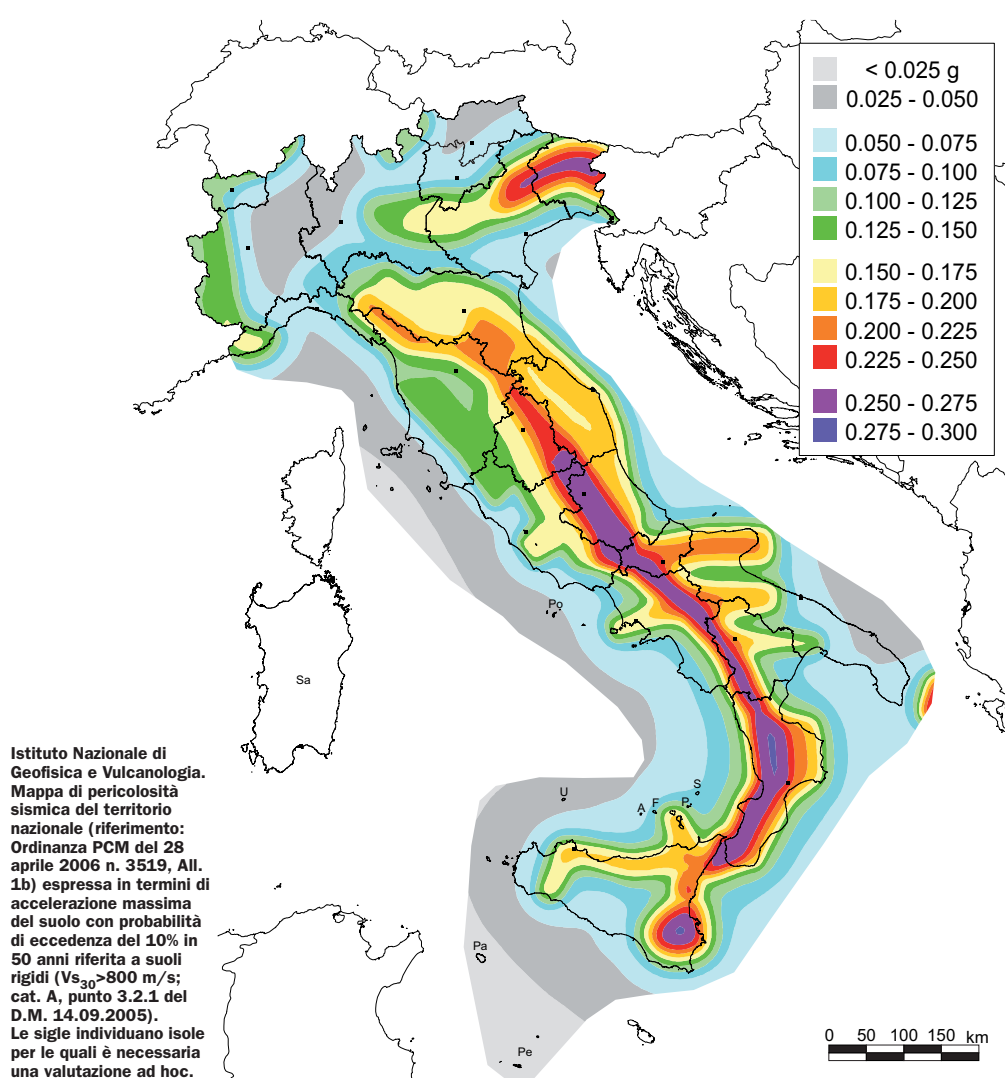 < 0.025 g
0.025 - 0.050
0.050 - 0.075
0.075 - 0.100
0.100 - 0.125
0.125 - 0.150
0.150 - 0.175
0.175 - 0.200
0.200 - 0.225
0.225 - 0.250
0.250 - 0.275
0.275 - 0.300
Po
Sa
U
S
A
F
P
Pa
Pe
Istituto Nazionale di
Geofisica e Vulcanologia.
Mappa di pericolosità
sismica del territorio
nazionale (riferimento:
Ordinanza PCM del 28
aprile 2006 n. 3519, All.
1b) espressa in termini di
accelerazione massima
del suolo con probabilità
di eccedenza del 10% in
50 anni riferita a suoli
rigidi (Vs30>800 m/s;
cat. A, punto 3.2.1 del
D.M. 14.09.2005).
Le sigle individuano isole
per le quali è necessaria
una valutazione ad hoc.
0 50 100 150 km